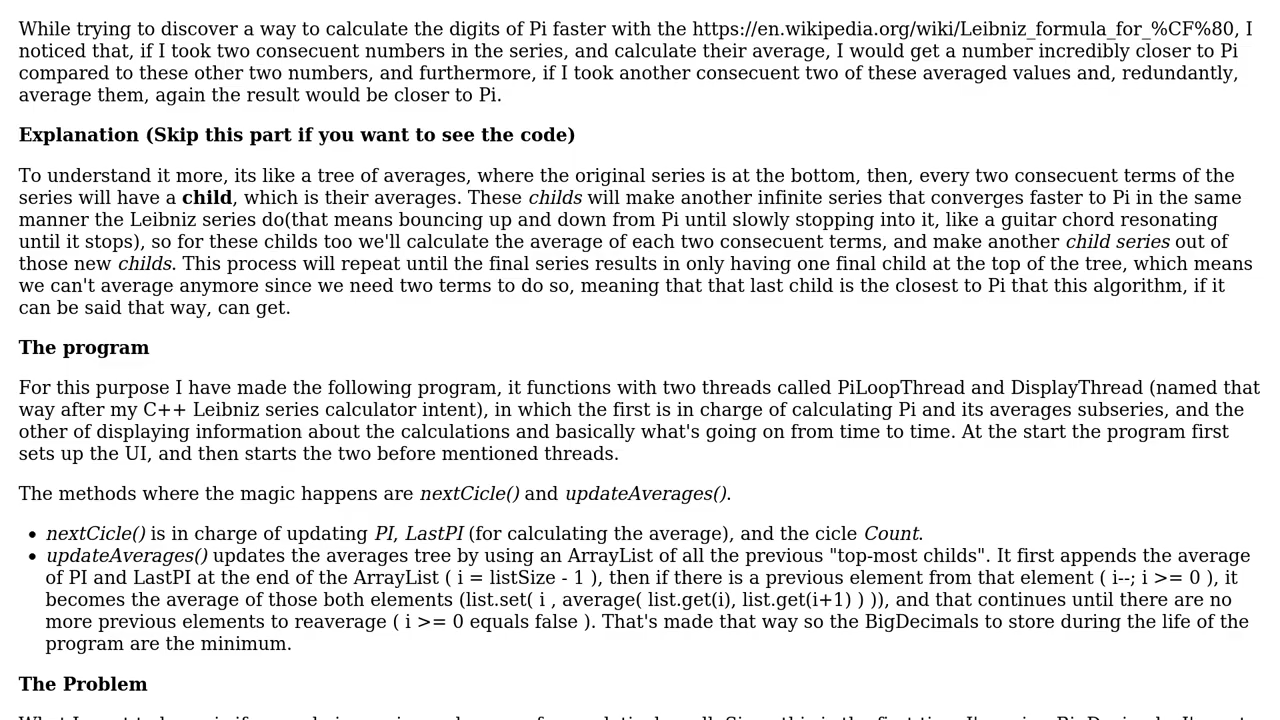 While trying to discover a way to calculate the digits of Pi faster with the https://en.wikipedia.org/wiki/Leibniz_formula_for_%CF%80, I
noticed that, if I took two consecuent numbers in the series, and calculate their average, I would get a number incredibly closer to Pi
compared to these other two numbers, and furthermore, if I took another consecuent two of these averaged values and, redundantly,
average them, again the result would be closer to Pi.
Explanation (Skip this part if you want to see the code)
To understand it more, its like a tree of averages, where the original series is at the bottom, then, every two consecuent terms of the
series will have a child, which is their averages. These childs will make another infinite series that converges faster to Pi in the same
manner the Leibniz series do(that means bouncing up and down from Pi until slowly stopping into it, like a guitar chord resonating
until it stops), so for these childs too we'll calculate the average of each two consecuent terms, and make another child series out of
those new childs. This process will repeat until the final series results in only having one final child at the top of the tree, which means
we can't average anymore since we need two terms to do so, meaning that that last child is the closest to Pi that this algorithm, if it
can be said that way, can get.
The program
For this purpose I have made the following program, it functions with two threads called PiLoopThread and DisplayThread (named that
way after my C++ Leibniz series calculator intent), in which the first is in charge of calculating Pi and its averages subseries, and the
other of displaying information about the calculations and basically what's going on from time to time. At the start the program first
sets up the UI, and then starts the two before mentioned threads.
The methods where the magic happens are nextCicle() and updateAverages().
• nextCicle() is in charge of updating PI, LastPI (for calculating the average), and the cicle Count.
• updateAverages() updates the averages tree by using an ArrayList of all the previous "top-most childs". It first appends the average
of PI and LastPI at the end of the ArrayList ( i = listSize - 1 ), then if there is a previous element from that element ( i--; i >= 0 ), it
becomes the average of those both elements (list.set( i , average( list.get(i), list.get(i+1) ) )), and that continues until there are no
more previous elements to reaverage ( i >= 0 equals false ). That's made that way so the BigDecimals to store during the life of the
program are the minimum.
The Problem